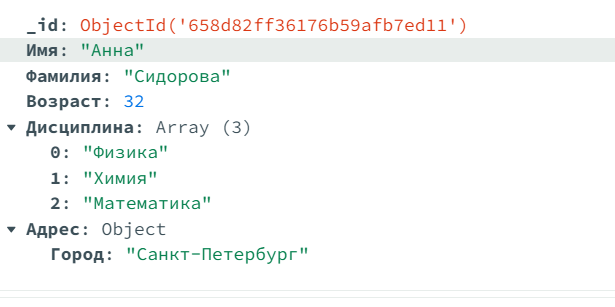 _id: ObjectId('658d82ff36176b59afb7ed11')
Имя: "Анна"
Фамилия: "Сидорова"
Возраст: 32
Дисциплина: Array (3)
0: "Физика"
1: "Химия"
2: "Математика"
Адрес: Object
Город: "Санкт-Петербург"